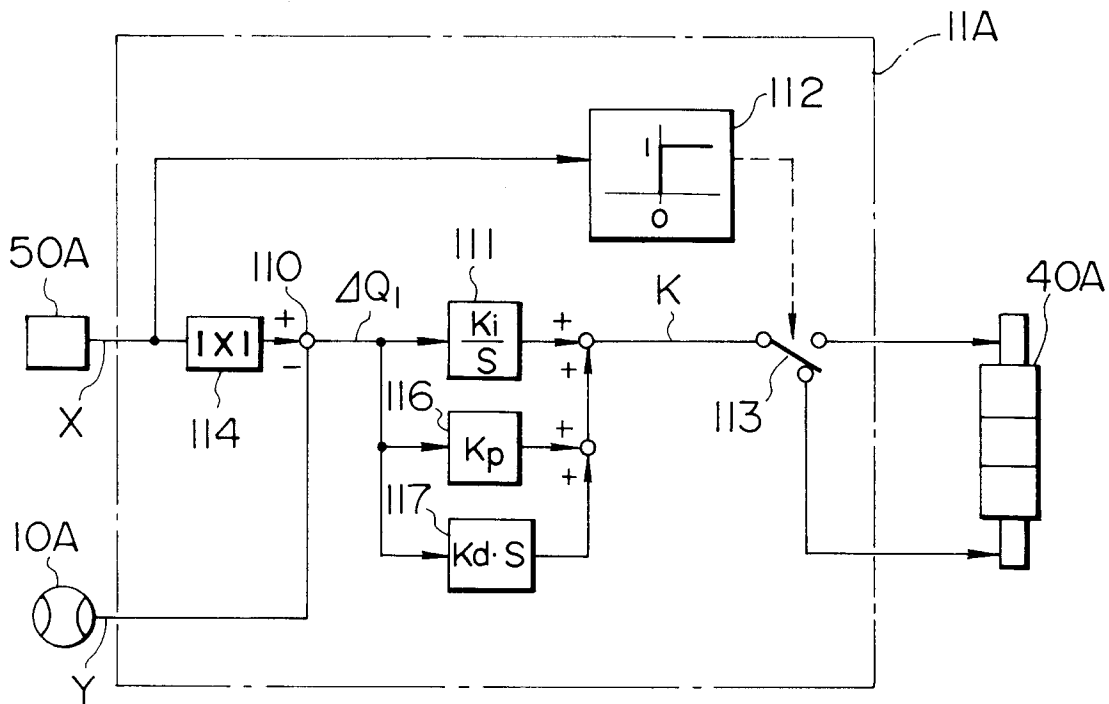 11A
112
1
0
50A
110
ΔQ1
111
K
40A
X
|X|
+
−
114
Ki
S
+
+
113
116
Kp
+
+
117
Kd·S
10A
Y